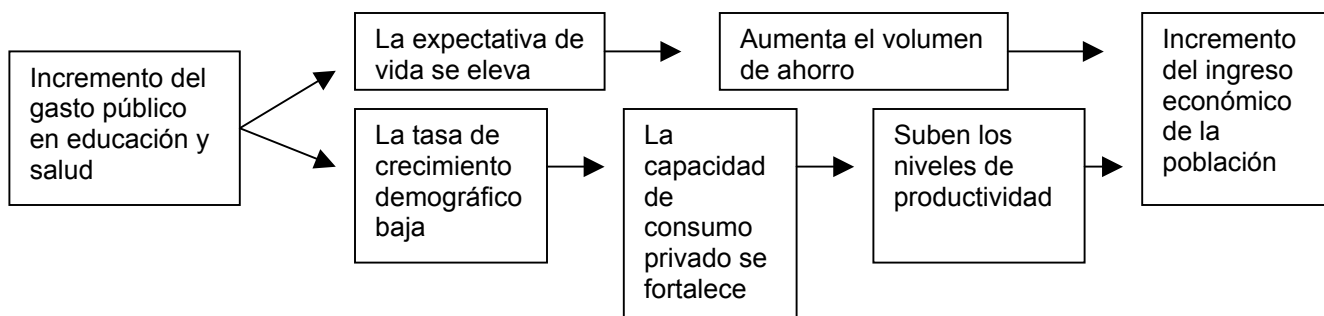 Incremento del
gasto público
en educación y
salud
La expectativa de
vida se eleva
Aumenta el volumen
de ahorro
La tasa de
crecimiento
demográfico
baja
La
capacidad
de
consumo
privado se
fortalece
Suben los
niveles de
productividad
Incremento
del ingreso
económico
de la
población